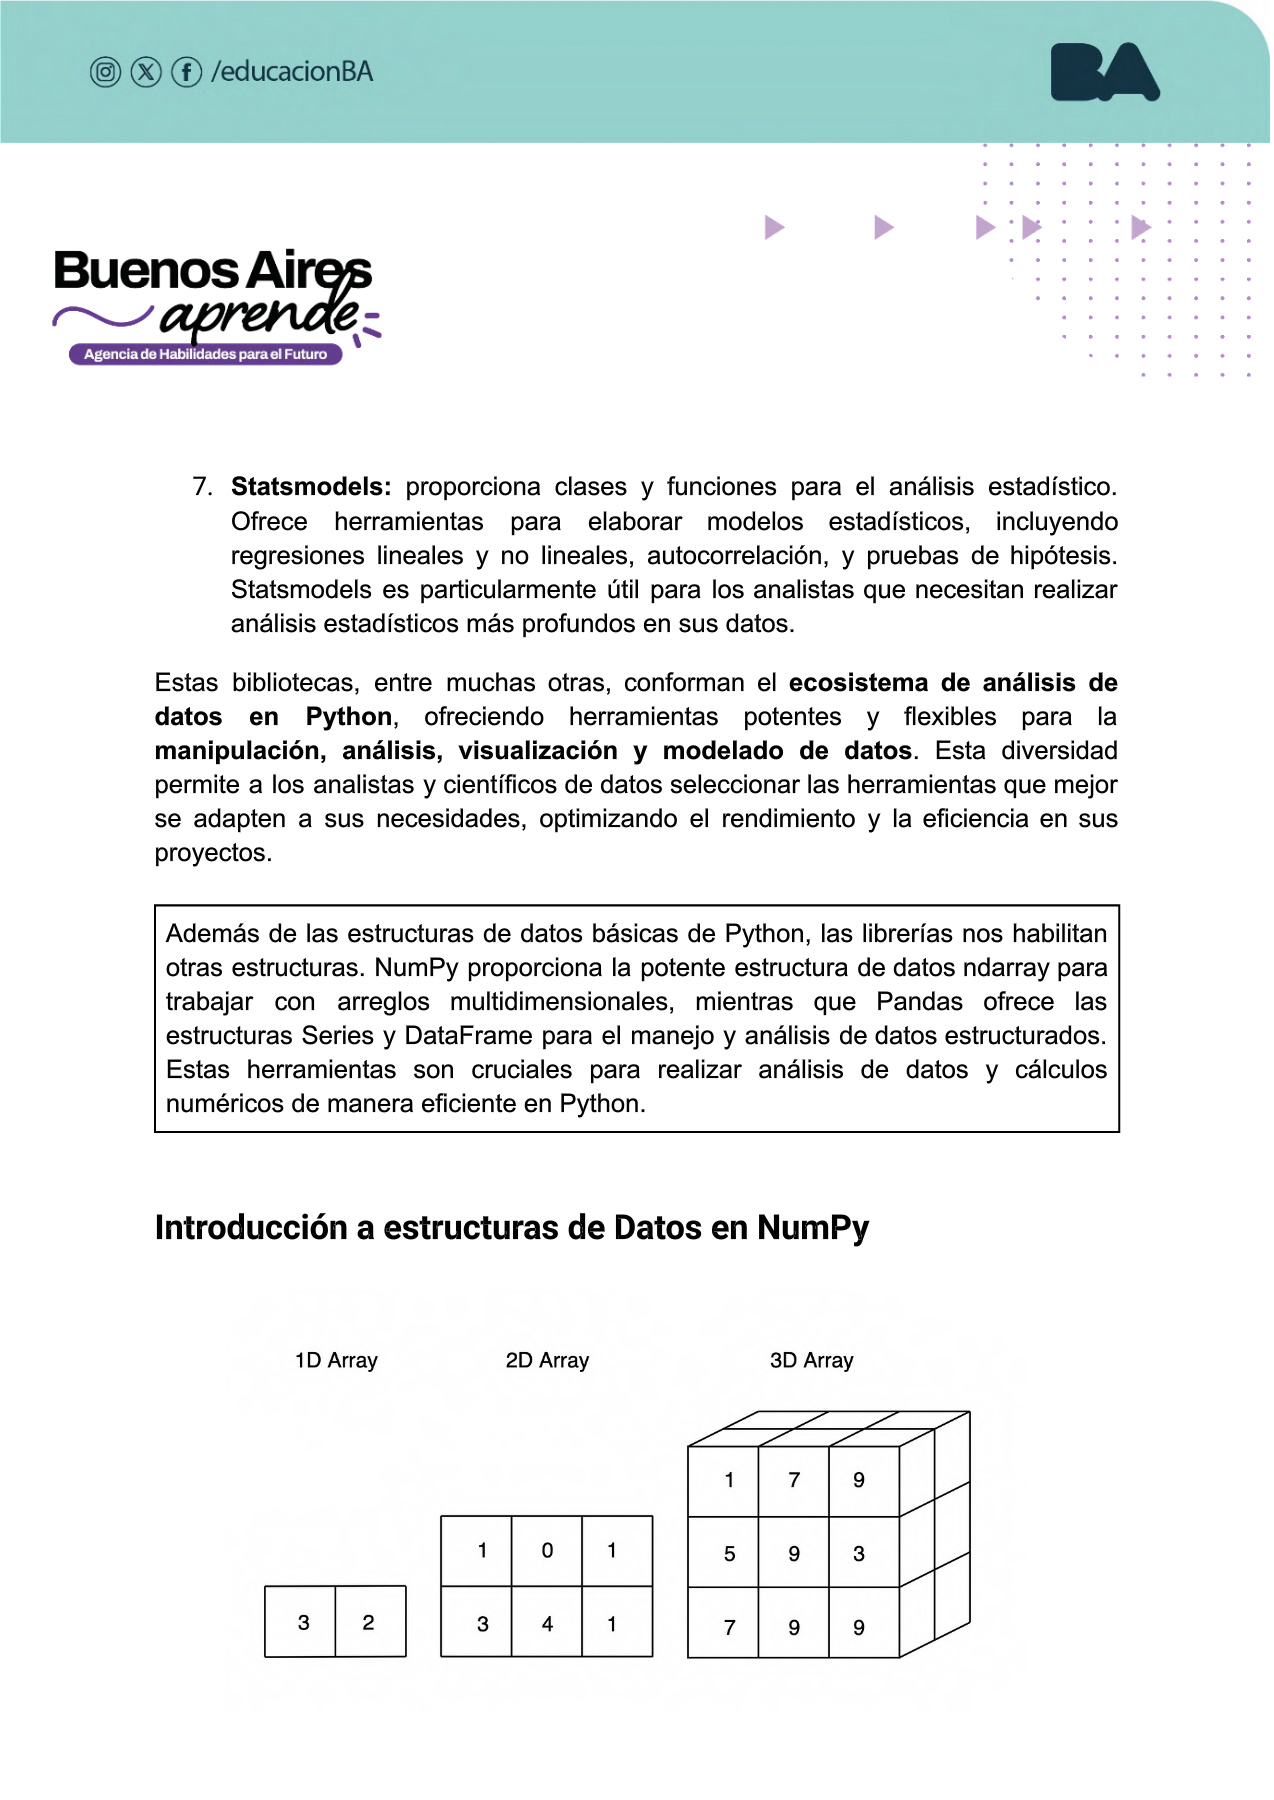 /educacionBA
BA
Buenos Aires
aprende
Agencia de Habilidades para el Futuro
7. Statsmodels: proporciona clases y funciones para el análisis estadístico.
Ofrece herramientas para elaborar modelos estadísticos, incluyendo
regresiones lineales y no lineales, autocorrelación, y pruebas de hipótesis.
Statsmodels es particularmente útil para los analistas que necesitan realizar
análisis estadísticos más profundos en sus datos.
Estas bibliotecas, entre muchas otras, conforman el ecosistema de análisis de
datos en Python, ofreciendo herramientas potentes y flexibles para la
manipulación, análisis, visualización y modelado de datos. Esta diversidad
permite a los analistas y científicos de datos seleccionar las herramientas que mejor
se adapten a sus necesidades, optimizando el rendimiento y la eficiencia en sus
proyectos.
Además de las estructuras de datos básicas de Python, las librerías nos habilitan
otras estructuras. NumPy proporciona la potente estructura de datos ndarray para
trabajar con arreglos multidimensionales, mientras que Pandas ofrece las
estructuras Series y DataFrame para el manejo y análisis de datos estructurados.
Estas herramientas son cruciales para realizar análisis de datos y cálculos
numéricos de manera eficiente en Python.
Introducción a estructuras de Datos en NumPy
1D Array 2D Array 3D Array
1 7 9
1 0 1
5 9 3
3 2
3 4 1
7 9 9